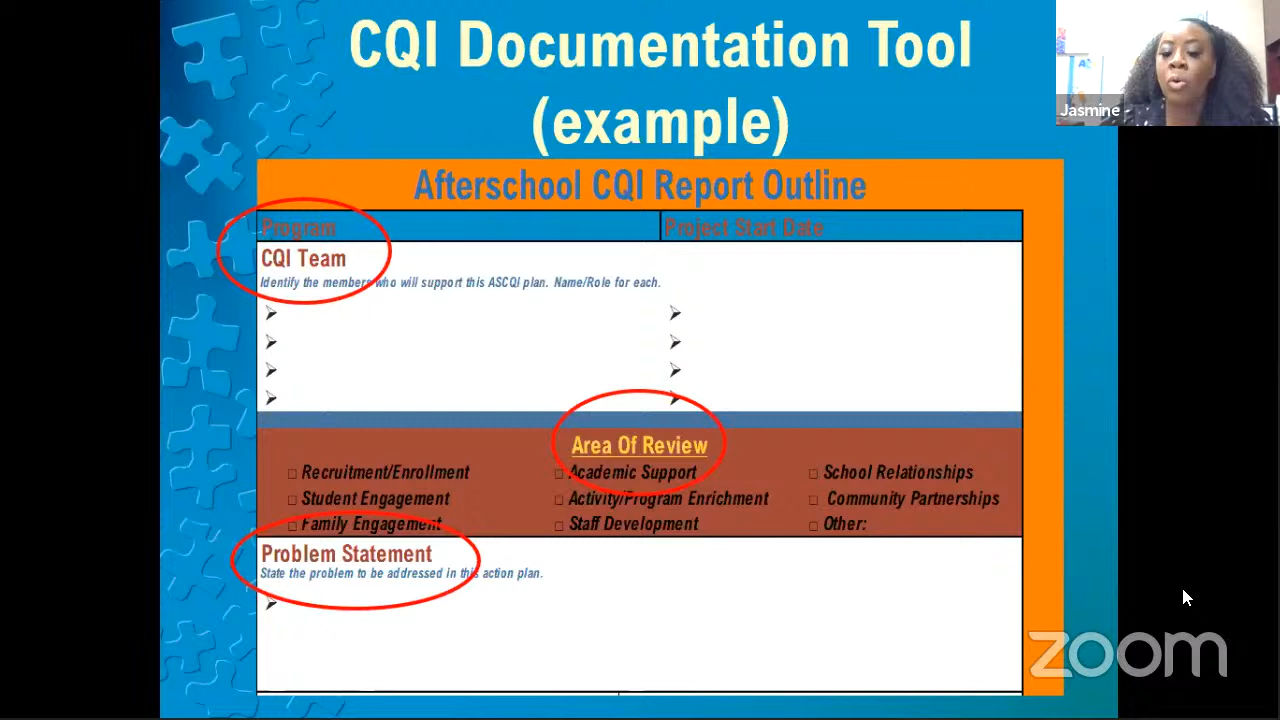 CQI Documentation Tool
(example)
Jasmine
Afterschool CQI Report Outline
Program
Project Start Date
CQI Team
Identify the members who will support this ASCQI plan. Name/Role for each.
Area Of Review
Recruitment/Enrollment
Academic Support
School Relationships
Student Engagement
Activity/Program Enrichment
Community Partnerships
Family Engagement
Staff Development
Other:
Problem Statement
State the problem to be addressed in this action plan.
zoom